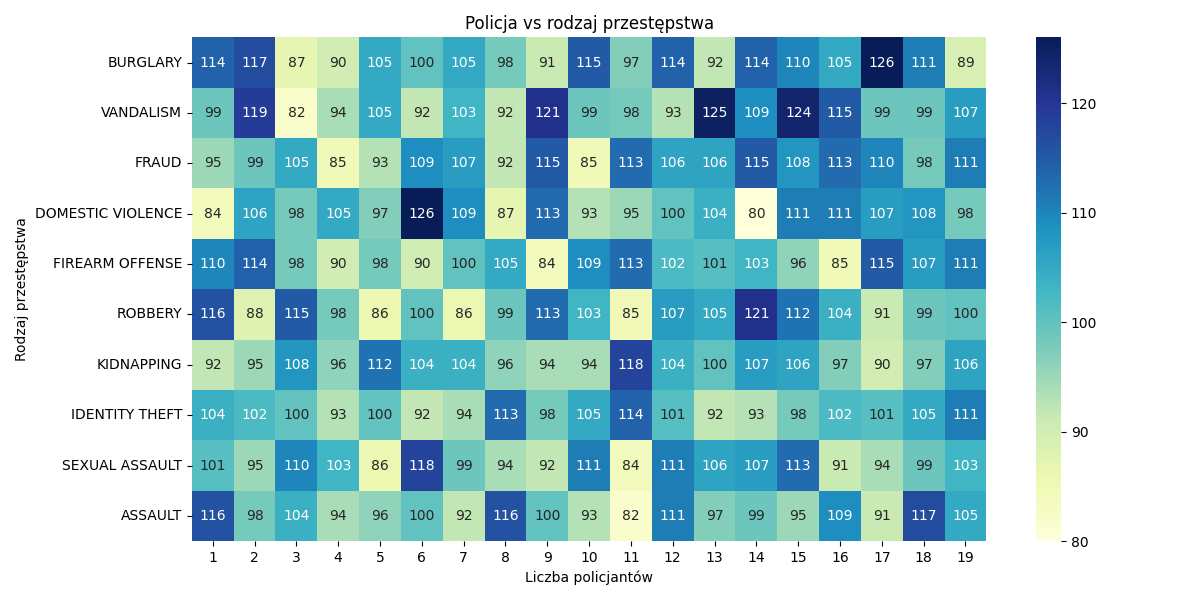 Policja vs rodzaj przestępstwa
Rodzaj przestępstwa
BURGLARY 114 117 87 90 105 100 105 98 91 115 97 114 92 114 110 105 126 111 89
VANDALISM 99 119 82 94 105 92 103 92 121 99 98 93 125 109 124 115 99 99 107
FRAUD 95 99 105 85 93 109 107 92 115 85 113 106 106 115 108 113 110 98 111
DOMESTIC VIOLENCE 84 106 98 105 97 126 109 87 113 93 95 100 104 80 111 111 107 108 98
FIREARM OFFENSE 110 114 98 90 98 90 100 105 84 109 113 102 101 103 96 85 115 107 111
ROBBERY 116 88 115 98 86 100 86 99 113 103 85 107 105 121 112 104 91 99 100
KIDNAPPING 92 95 108 96 112 104 104 96 94 94 118 104 100 107 106 97 90 97 106
IDENTITY THEFT 104 102 100 93 100 92 94 113 98 105 114 101 92 93 98 102 101 105 111
SEXUAL ASSAULT 101 95 110 103 86 118 99 94 92 111 84 111 106 107 113 91 94 99 103
ASSAULT 116 98 104 94 96 100 92 116 100 93 82 111 97 99 95 109 91 117 105
1 2 3 4 5 6 7 8 9 10 11 12 13 14 15 16 17 18 19
Liczba policjantów
120
110
100
90
80